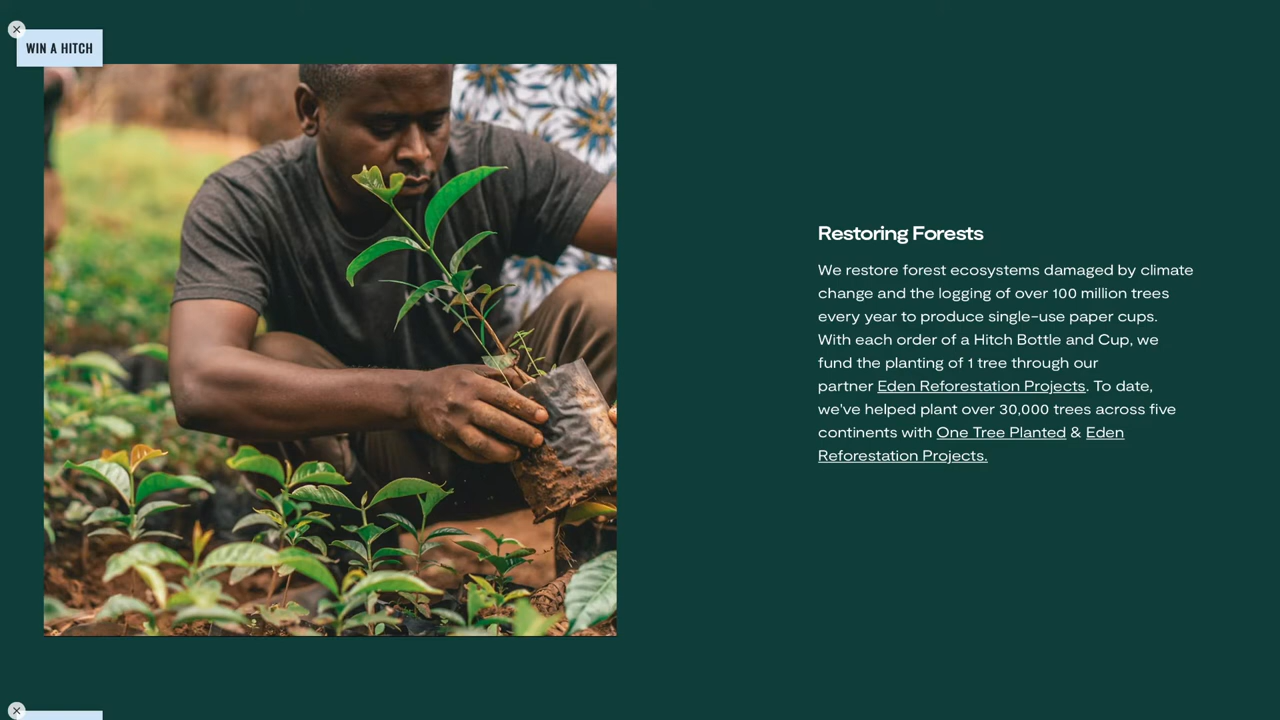 WIN A HITCH
Restoring Forests
We restore forest ecosystems damaged by climate
change and the logging of over 100 million trees
every year to produce single-use paper cups.
With each order of a Hitch Bottle and Cup, we
fund the planting of 1 tree through our
partner Eden Reforestation Projects. To date,
we've helped plant over 30,000 trees across five
continents with One Tree Planted & Eden
Reforestation Projects.